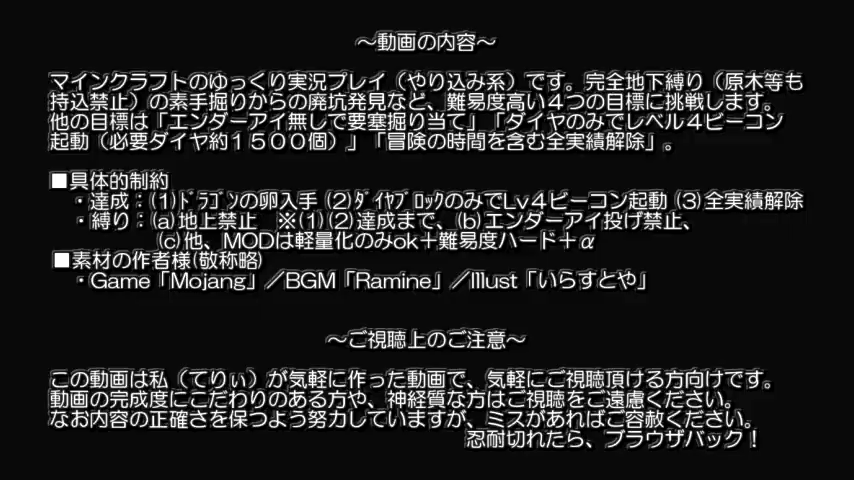 ～動画の内容～
マインクラフトのゆっくり実況プレイ（やり込み系）です。完全地下縛り（原木等も
持込禁止）の素手掘りからの廃坑発見など、難易度高い４つの目標に挑戦します。
他の目標は「エンダーアイ無しで要塞掘り当て」「ダイヤのみでレベル４ビーコン
起動（必要ダイヤ約１５００個）」「冒険の時間を含む全実績解除」。
■具体的制約
・達成：(1)ﾄﾞﾗｺﾞﾝの卵入手 (2)ﾀﾞｲﾔﾌﾞﾛｯｸのみでLv４ビーコン起動 (3)全実績解除
・縛り：(a)地上禁止　※(1)(2)達成まで、(b)エンダーアイ投げ禁止、
(c)他、MODは軽量化のみok＋難易度ハード＋α
■素材の作者様(敬称略)
・Game「Mojang」／BGM「Ramine」／Illust「いらすとや」
～ご視聴上のご注意～
この動画は私（てりぃ）が気軽に作った動画で、気軽にご視聴頂ける方向けです。
動画の完成度にこだわりのある方や、神経質な方はご視聴をご遠慮ください。
なお内容の正確さを保つよう努力していますが、ミスがあればご容赦ください。
忍耐切れたら、ブラウザバック！